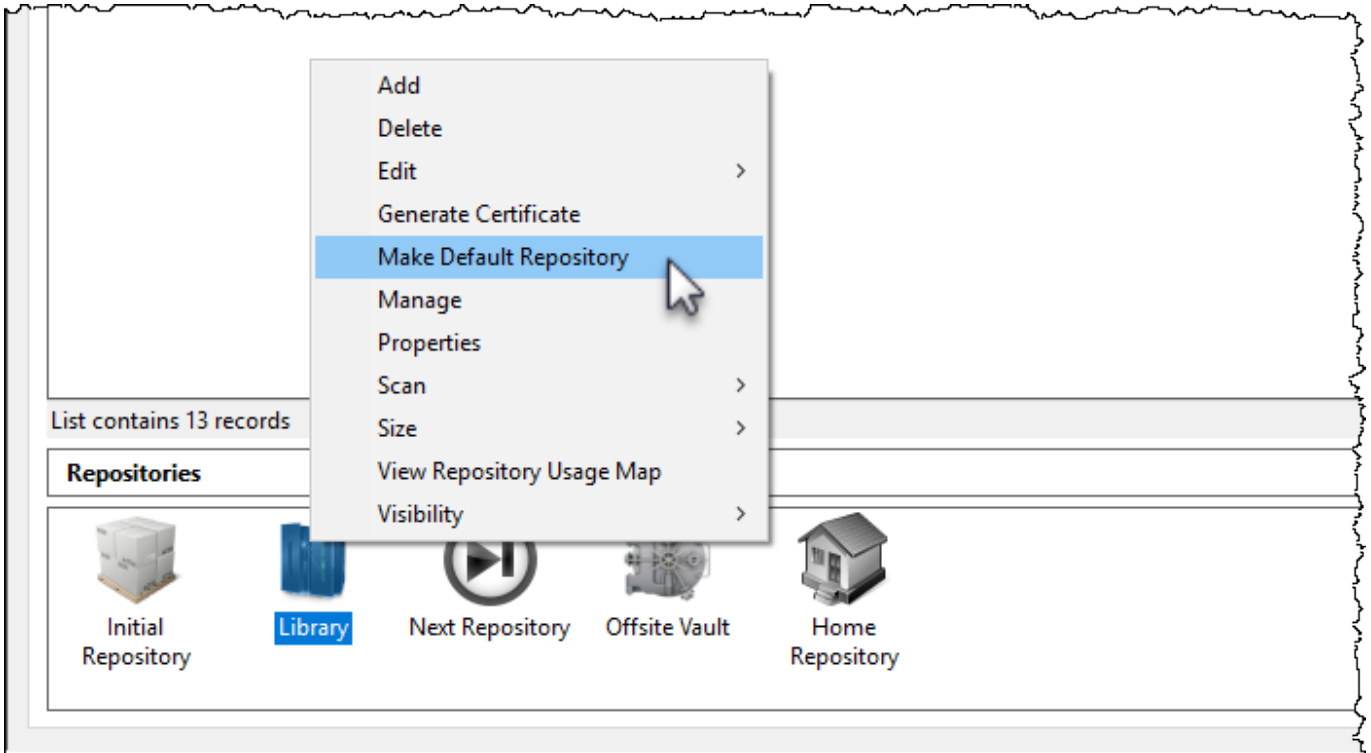 Add
Delete
Edit
Generate Certificate
Make Default Repository
Manage
Properties
Scan
Size
View Repository Usage Map
Visibility
List contains 13 records
Repositories
Initial
Repository
Library
Next Repository
Offsite Vault
Home
Repository